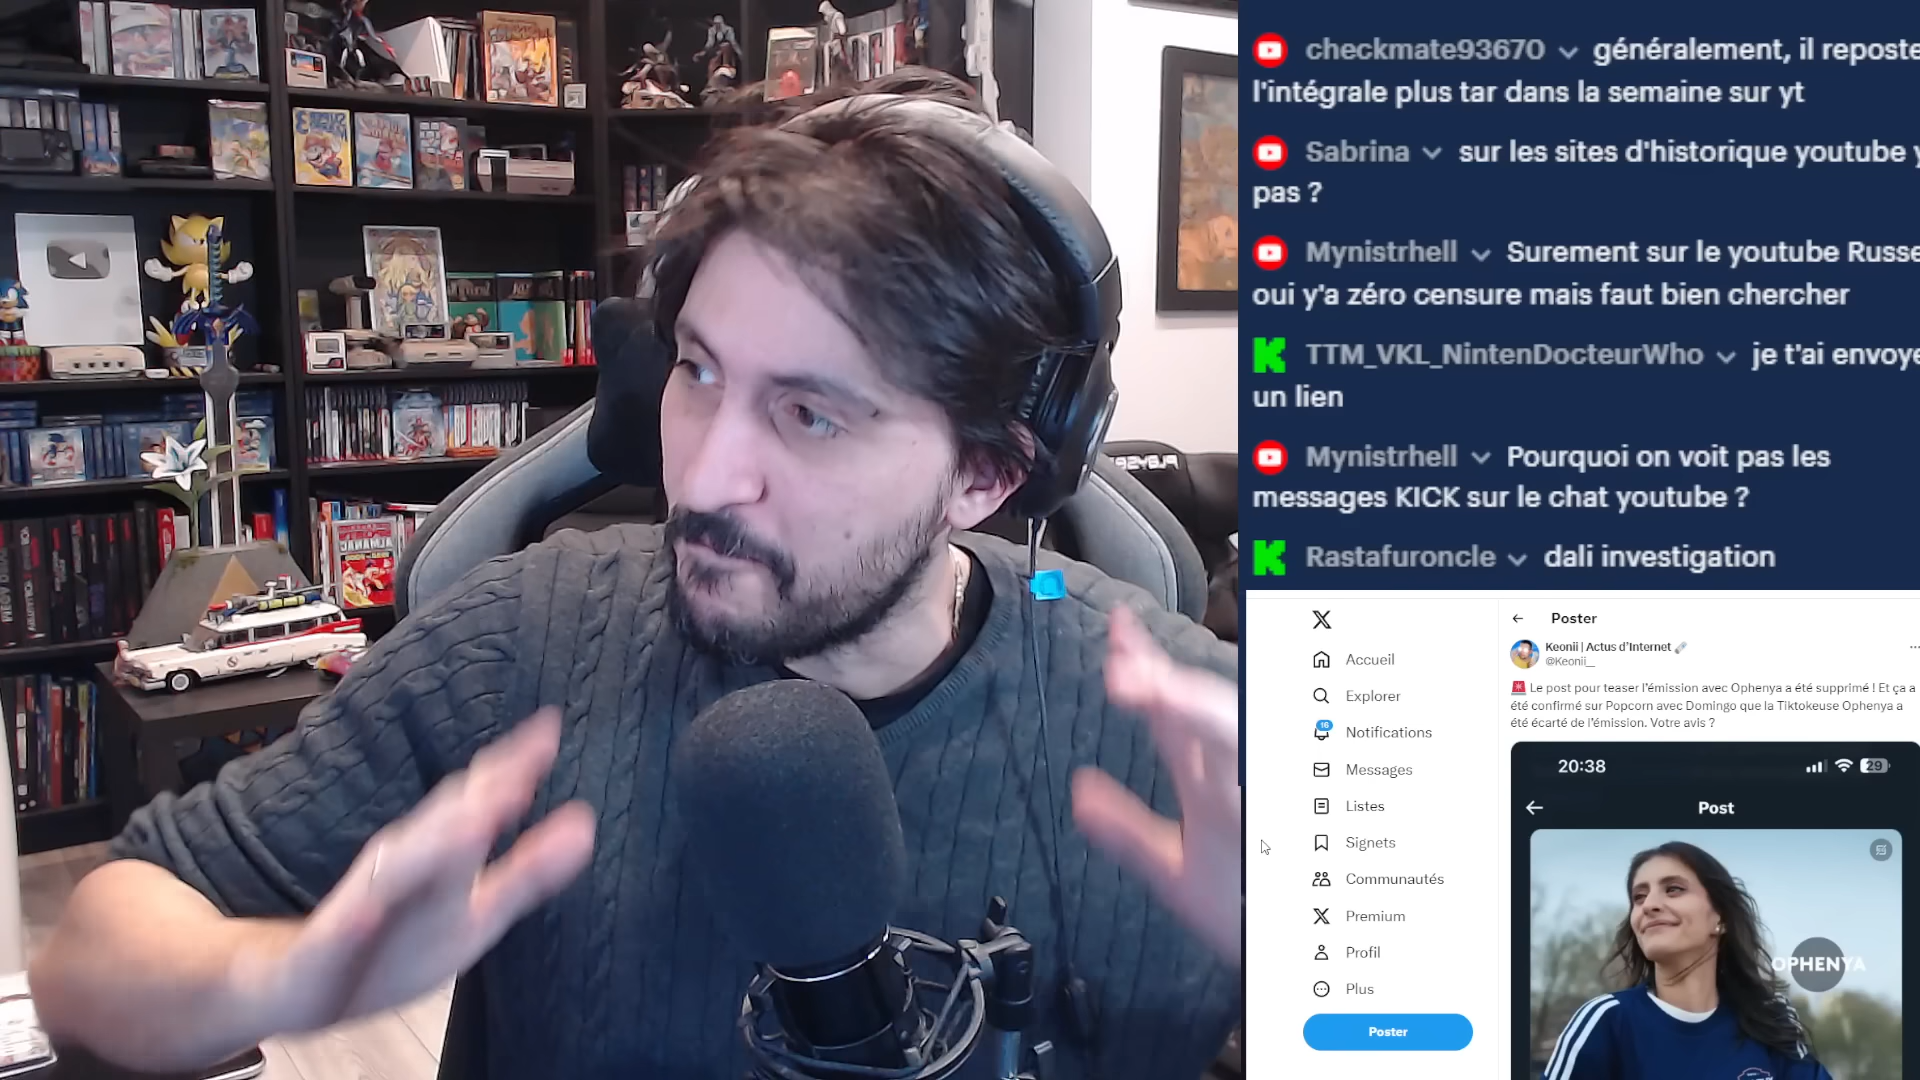 checkmate93670 généralement, il reposte
l'intégrale plus tar dans la semaine sur yt
Sabrina sur les sites d'historique youtube y
pas ?
Mynistrhell Surement sur le youtube Russe
oui y'a zéro censure mais faut bien chercher
TTM_VKL_NintenDocteurWho je t'ai envoye
un lien
Mynistrhell Pourquoi on voit pas les
messages KICK sur le chat youtube ?
Rastafuroncle dali investigation
Accueil
Explorer
16
Notifications
Messages
Listes
Signets
Communautés
Premium
Profil
Plus
Poster
Poster
Keonii | Actus d'Internet
@Keonii__
Le post pour teaser l'émission avec Ophenya a été supprimé ! Et ça a
été confirmé sur Popcorn avec Domingo que la Tiktokeuse Ophenya a
été écarté de l'émission. Votre avis ?
20:38
29
Post
OPHENYA